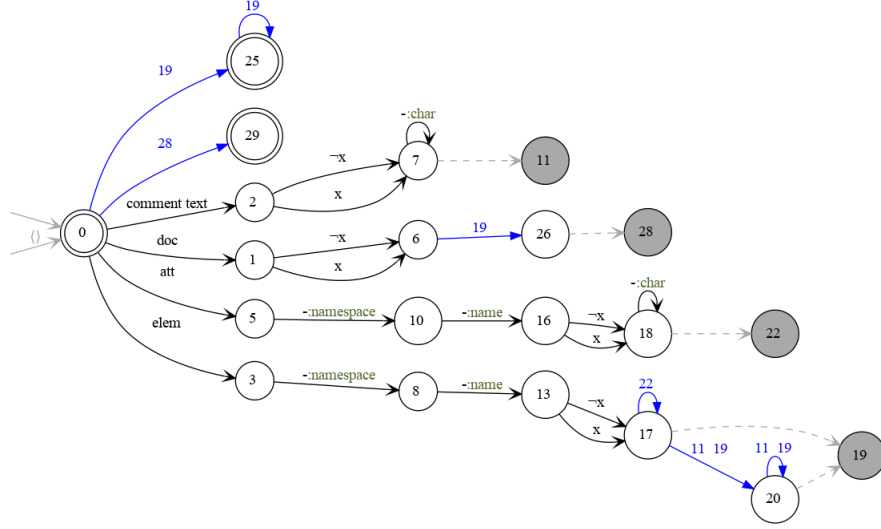 19
25
19
28
29
-:char
¬x
7
11
comment text
2
x
⟨⟩
0
doc
¬x
19
1
6
26
28
x
att
-:char
-:namespace
-:name
¬x
5
10
16
18
22
x
elem
-:namespace
-:name
22
3
8
13
¬x
x
17
11 19
11 19
19
20